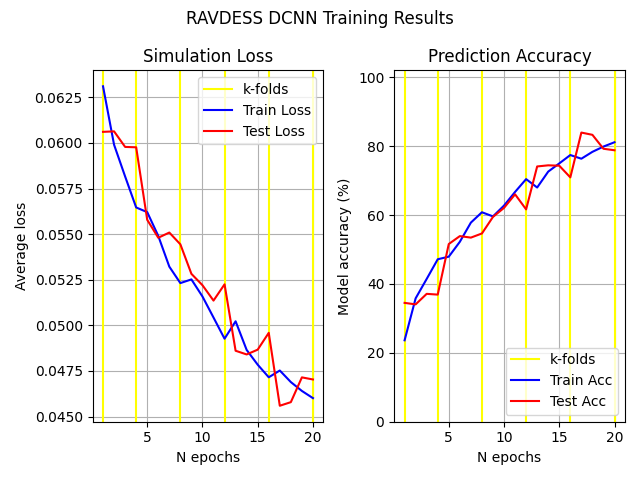 RAVDESS DCNN Training Results
Simulation Loss
Average loss
0.0625
0.0600
0.0575
0.0550
0.0525
0.0500
0.0475
0.0450
k-folds
Train Loss
Test Loss
5
10
15
20
N epochs
Prediction Accuracy
Model accuracy (%)
100
80
60
40
20
0
k-folds
Train Acc
Test Acc
5
10
15
20
N epochs